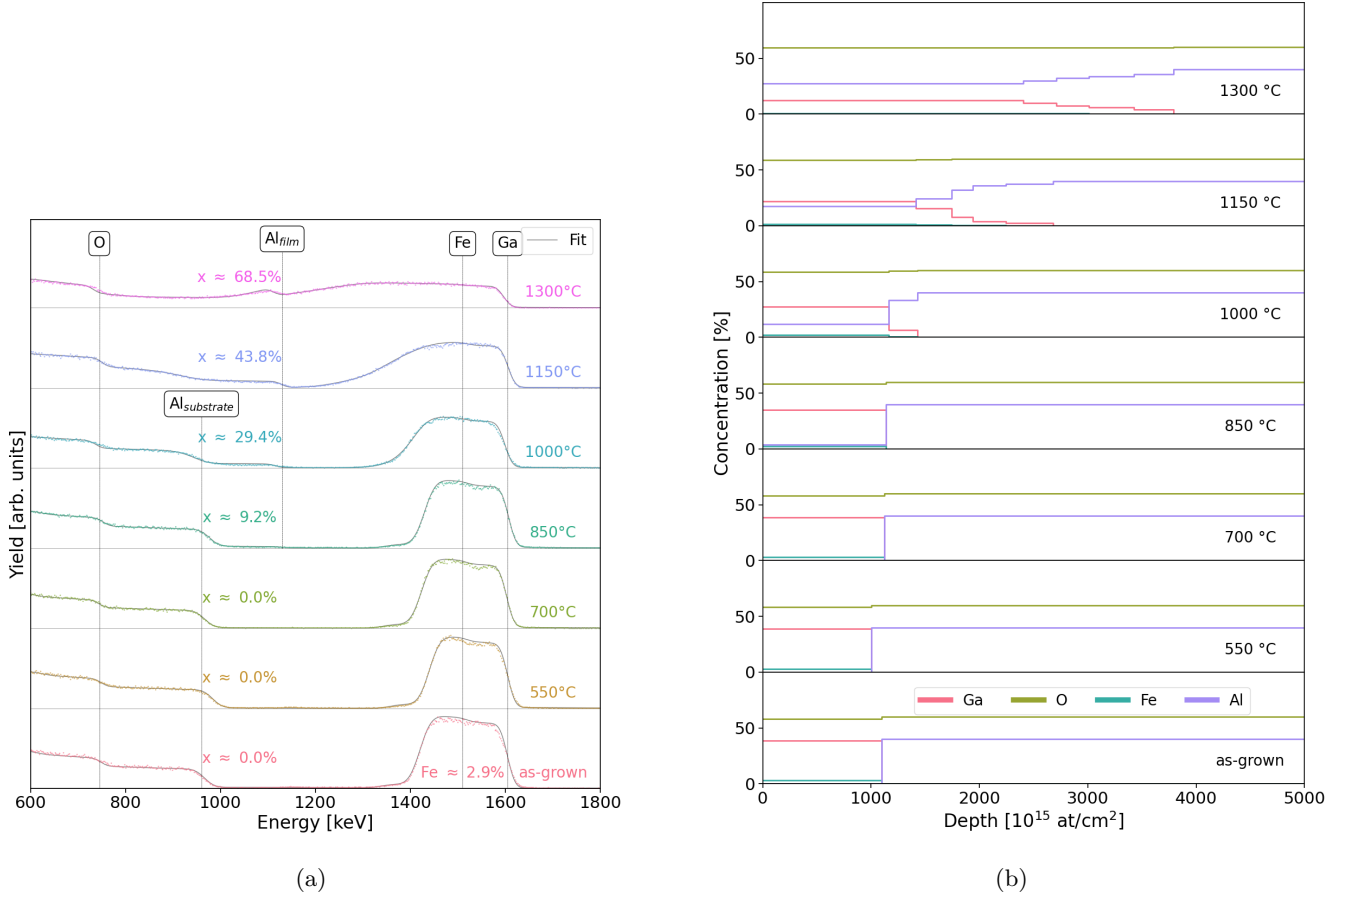 O
Al_film
Fe
Ga
Fit
x ≈ 68.5%
1300°C
x ≈ 43.8%
1150°C
Al_substrate
x ≈ 29.4%
1000°C
x ≈ 9.2%
850°C
x ≈ 0.0%
700°C
x ≈ 0.0%
550°C
x ≈ 0.0%
Fe ≈ 2.9%
as-grown
Yield [arb. units]
600 800 1000 1200 1400 1600 1800
Energy [keV]
(a)
50
0
1300 °C
50
0
1150 °C
50
0
1000 °C
50
0
850 °C
50
0
700 °C
50
0
550 °C
Ga O Fe Al
50
0
as-grown
Concentration [%]
0 1000 2000 3000 4000 5000
Depth [10¹⁵ at/cm²]
(b)